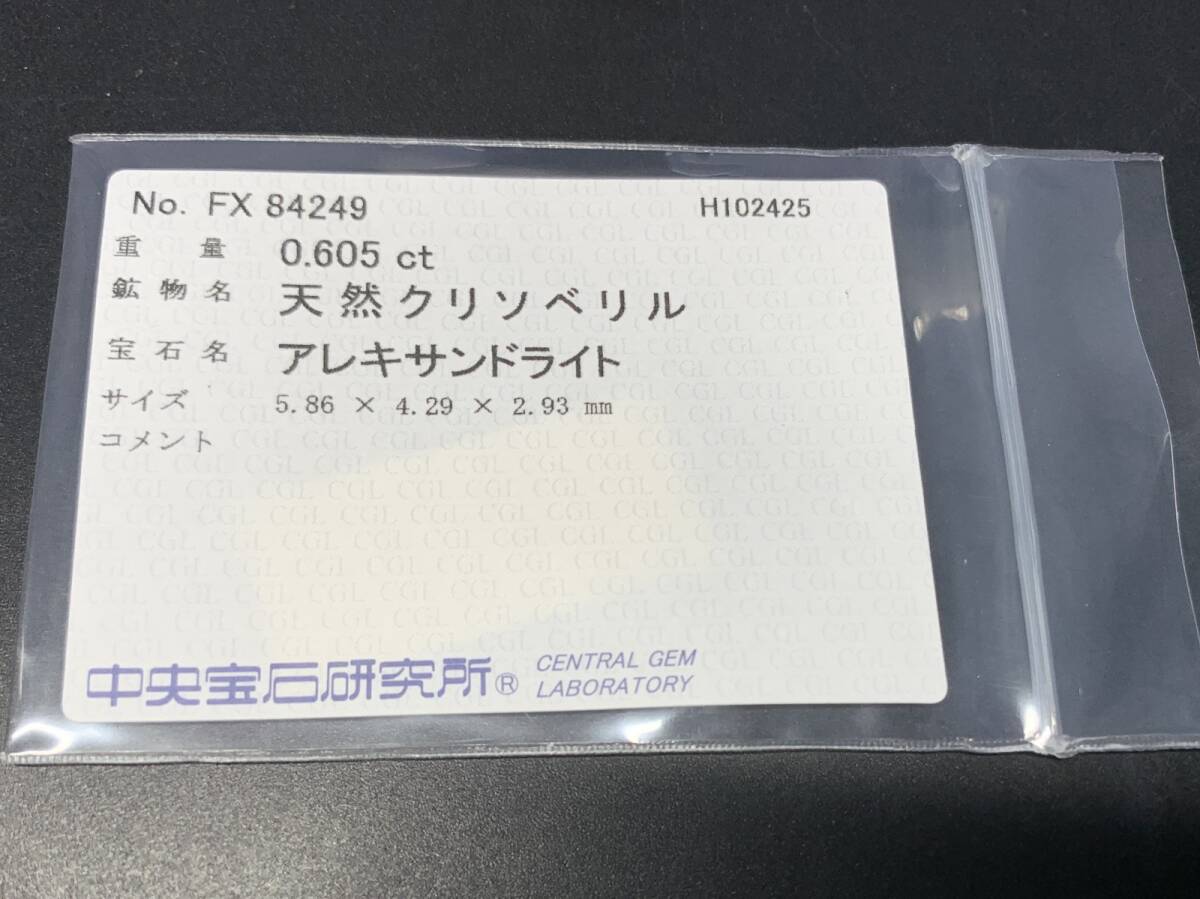 No. FX 84249 H102425
重量 0.605 ct
鉱物名 天然クリソベリル
宝石名 アレキサンドライト
サイズ 5.86 × 4.29 × 2.93 mm
コメント
中央宝石研究所® CENTRAL GEM
LABORATORY